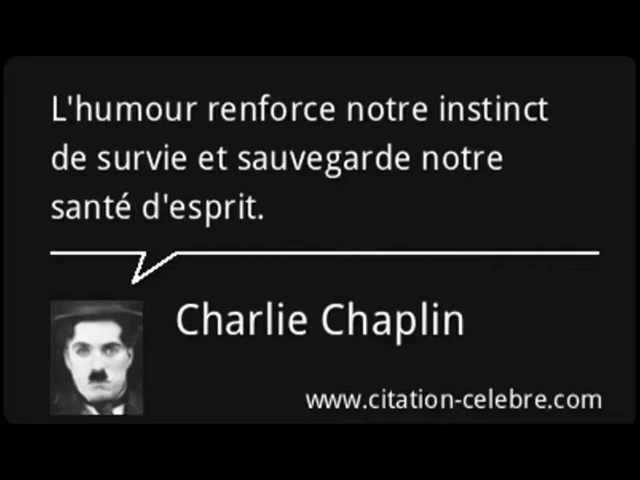 L'humour renforce notre instinct
de survie et sauvegarde notre
santé d'esprit.
Charlie Chaplin
www.citation-celebre.com